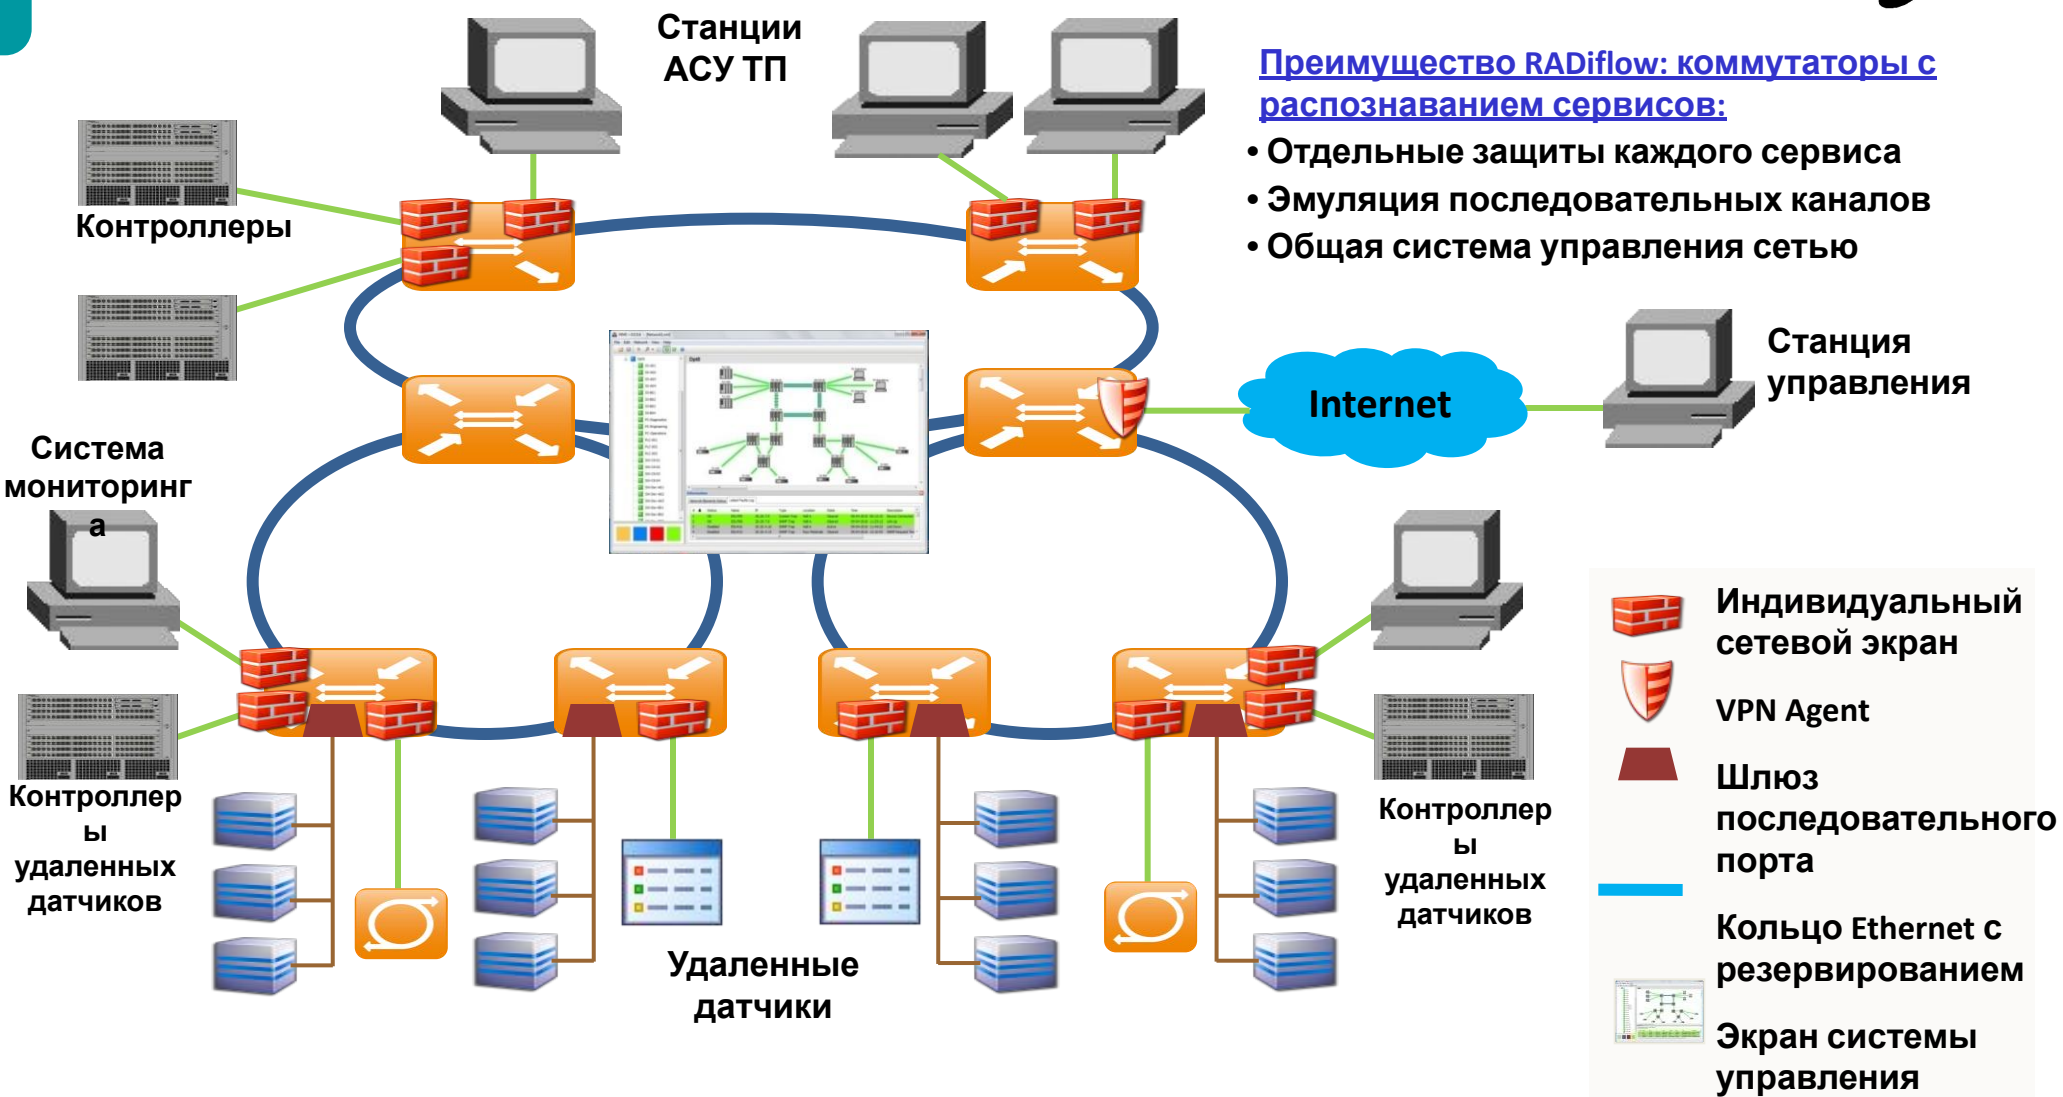 Станции
АСУ ТП
Преимущество RADiflow: коммутаторы с
распознаванием сервисов:
• Отдельные защиты каждого сервиса
• Эмуляция последовательных каналов
• Общая система управления сетью
Контроллеры
Internet
Станция
управления
Система
мониторинг
а
Контроллер
ы
удаленных
датчиков
Удаленные
датчики
Контроллер
ы
удаленных
датчиков
Индивидуальный
сетевой экран
VPN Agent
Шлюз
последовательного
порта
Кольцо Ethernet с
резервированием
Экран системы
управления